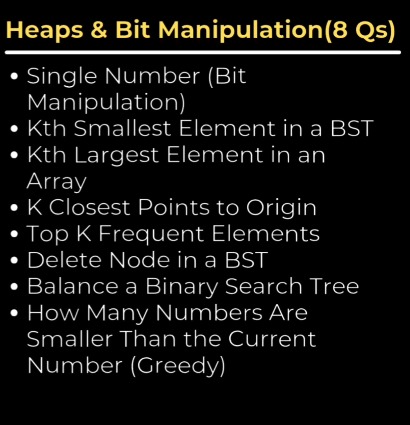 Heaps & Bit Manipulation(8 Qs)
• Single Number (Bit
Manipulation)
• Kth Smallest Element in a BST
• Kth Largest Element in an
Array
• K Closest Points to Origin
• Top K Frequent Elements
• Delete Node in a BST
• Balance a Binary Search Tree
• How Many Numbers Are
Smaller Than the Current
Number (Greedy)